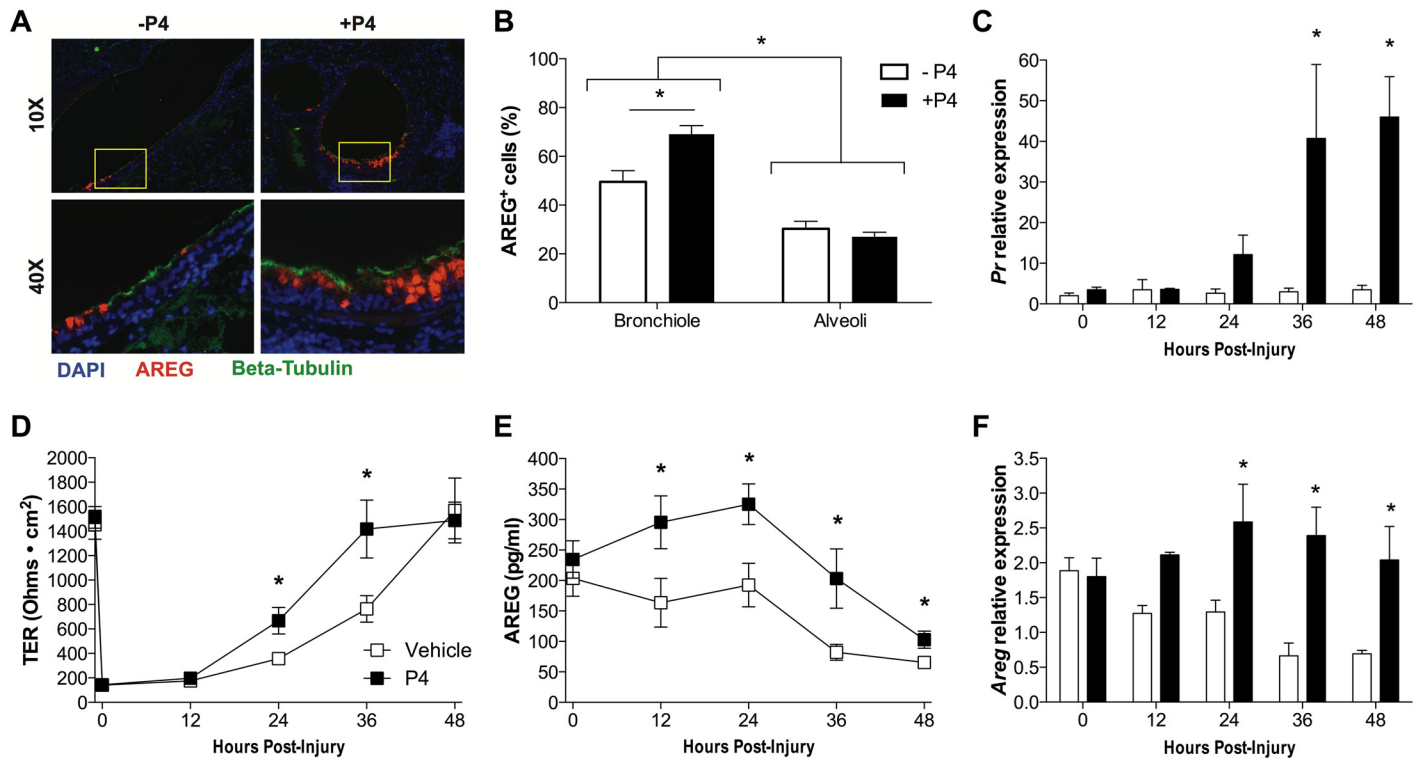 A
-P4
+P4
10X
40X
DAPI AREG Beta-Tubulin
B
*
*
- P4
+P4
AREG+ cells (%)
100
80
60
40
20
0
Bronchiole Alveoli
C
* *
Pr relative expression
60
50
40
30
20
10
0
0 12 24 36 48
Hours Post-Injury
D
TER (Ohms • cm²)
2000
1800
1600
1400
1200
1000
800
600
400
200
0
* *
Vehicle
P4
0 12 24 36 48
Hours Post-Injury
E
AREG (pg/ml)
400
350
300
250
200
150
100
50
0
* * * *
0 12 24 36 48
Hours Post-Injury
F
Areg relative expression
3.5
3.0
2.5
2.0
1.5
1.0
0.5
0.0
* * *
0 12 24 36 48
Hours Post-Injury